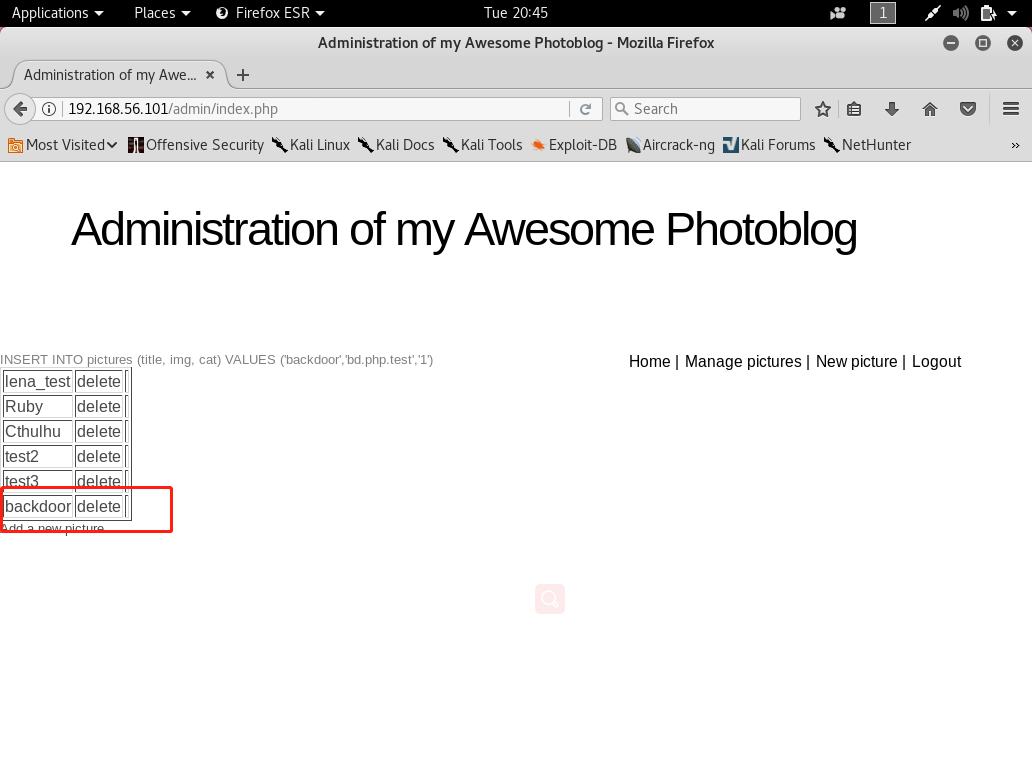 Applications Places Firefox ESR Tue 20:45 1
Administration of my Awesome Photoblog - Mozilla Firefox
Administration of my Awe...
192.168.56.101/admin/index.php Search
Most Visited Offensive Security Kali Linux Kali Docs Kali Tools Exploit-DB Aircrack-ng Kali Forums NetHunter »
Administration of my Awesome Photoblog
Home | Manage pictures | New picture | Logout
INSERT INTO pictures (title, img, cat) VALUES ('backdoor','bd.php.test','1')
lena_test delete
Ruby delete
Cthulhu delete
test2 delete
test3 delete
backdoor delete
Add a new picture